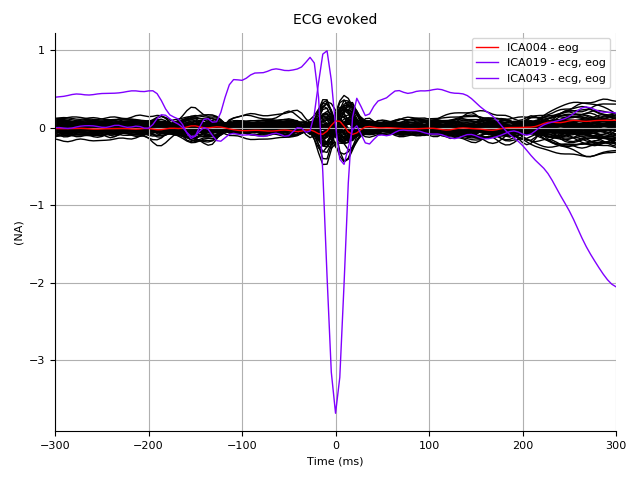 ECG evoked
ICA004 - eog
ICA019 - ecg, eog
ICA043 - ecg, eog
1
0
−1
−2
−3
(NA)
−300 −200 −100 0 100 200 300
Time (ms)